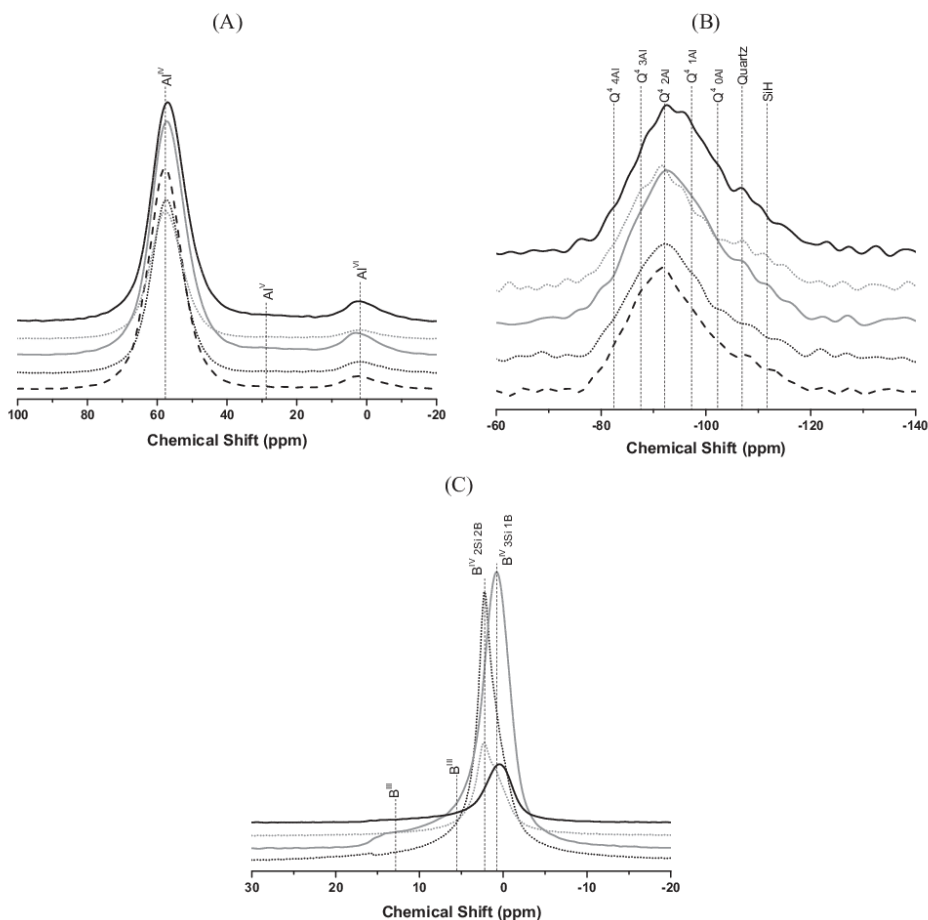 (A)
Al^IV
Al^V
Al^VI
100 80 60 40 20 0 -20
Chemical Shift (ppm)
(B)
Q^4 4Al
Q^4 3Al
Q^4 2Al
Q^4 1Al
Q^4 0Al
Quartz
SiH
-60 -80 -100 -120 -140
Chemical Shift (ppm)
(C)
B^III
B^III
B^IV 2Si 2B
B^IV 3Si 1B
30 20 10 0 -10 -20
Chemical Shift (ppm)